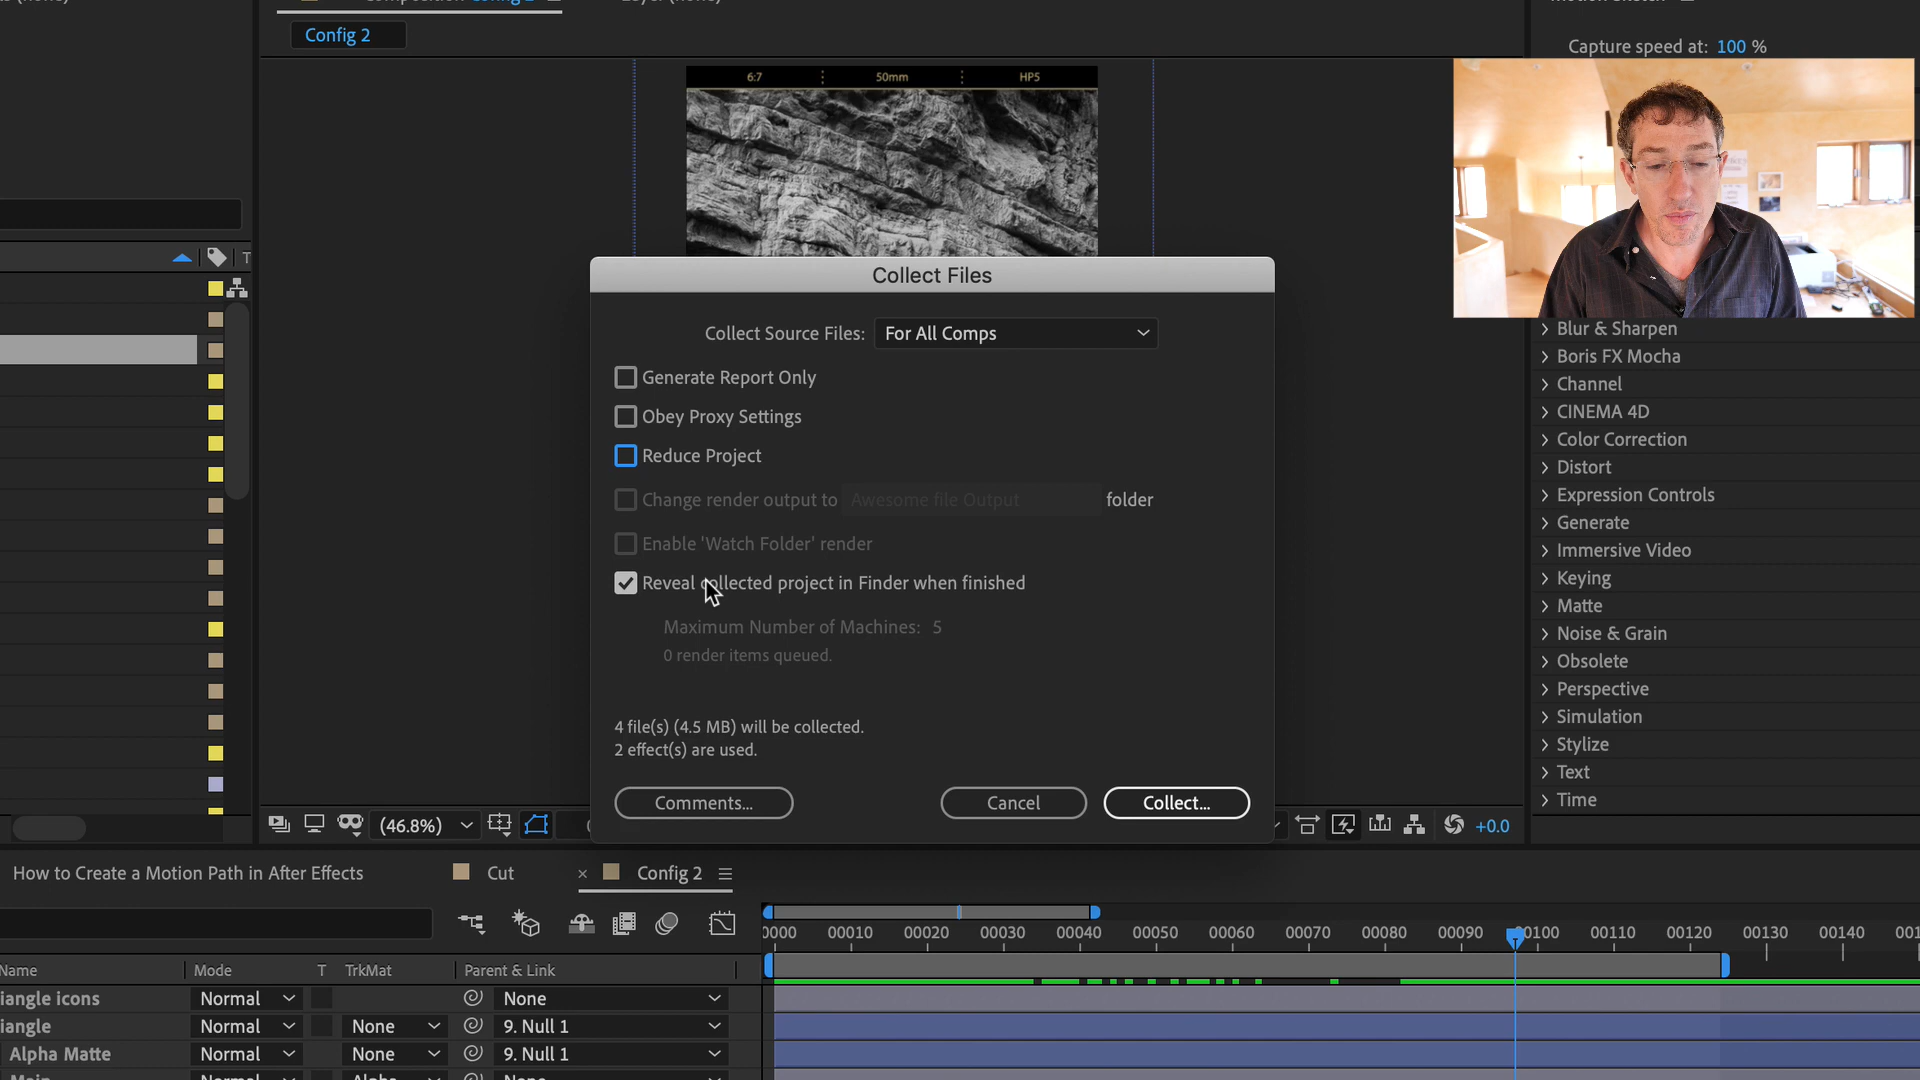 Config 2
Capture speed at: 100 %
6:7
50mm
HP5
Collect Files
Collect Source Files: For All Comps
Generate Report Only
Obey Proxy Settings
Reduce Project
Change render output to Awesome file Output folder
Enable 'Watch Folder' render
Reveal collected project in Finder when finished
Maximum Number of Machines: 5
0 render items queued.
4 file(s) (4.5 MB) will be collected.
2 effect(s) are used.
Comments...
Cancel
Collect...
Blur & Sharpen
Boris FX Mocha
Channel
CINEMA 4D
Color Correction
Distort
Expression Controls
Generate
Immersive Video
Keying
Matte
Noise & Grain
Obsolete
Perspective
Simulation
Stylize
Text
Time
(46.8%)
+0.0
How to Create a Motion Path in After Effects
Cut
× Config 2
0000 00010 00020 00030 00040 00050 00060 00070 00080 00090 00100 00110 00120 00130 00140 001
Name Mode T TrkMat Parent & Link
iangle icons Normal None
iangle Normal None 9. Null 1
Alpha Matte Normal None 9. Null 1